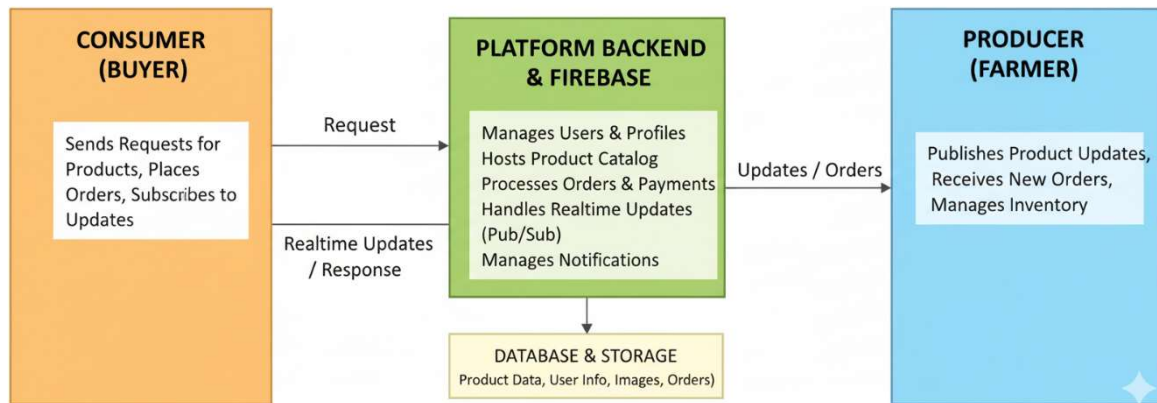 CONSUMER
(BUYER)
Sends Requests for
Products, Places
Orders, Subscribes to
Updates
Request
Realtime Updates
/ Response
PLATFORM BACKEND
& FIREBASE
Manages Users & Profiles
Hosts Product Catalog
Processes Orders & Payments
Handles Realtime Updates
(Pub/Sub)
Manages Notifications
DATABASE & STORAGE
Product Data, User Info, Images, Orders)
Updates / Orders
PRODUCER
(FARMER)
Publishes Product Updates,
Receives New Orders,
Manages Inventory